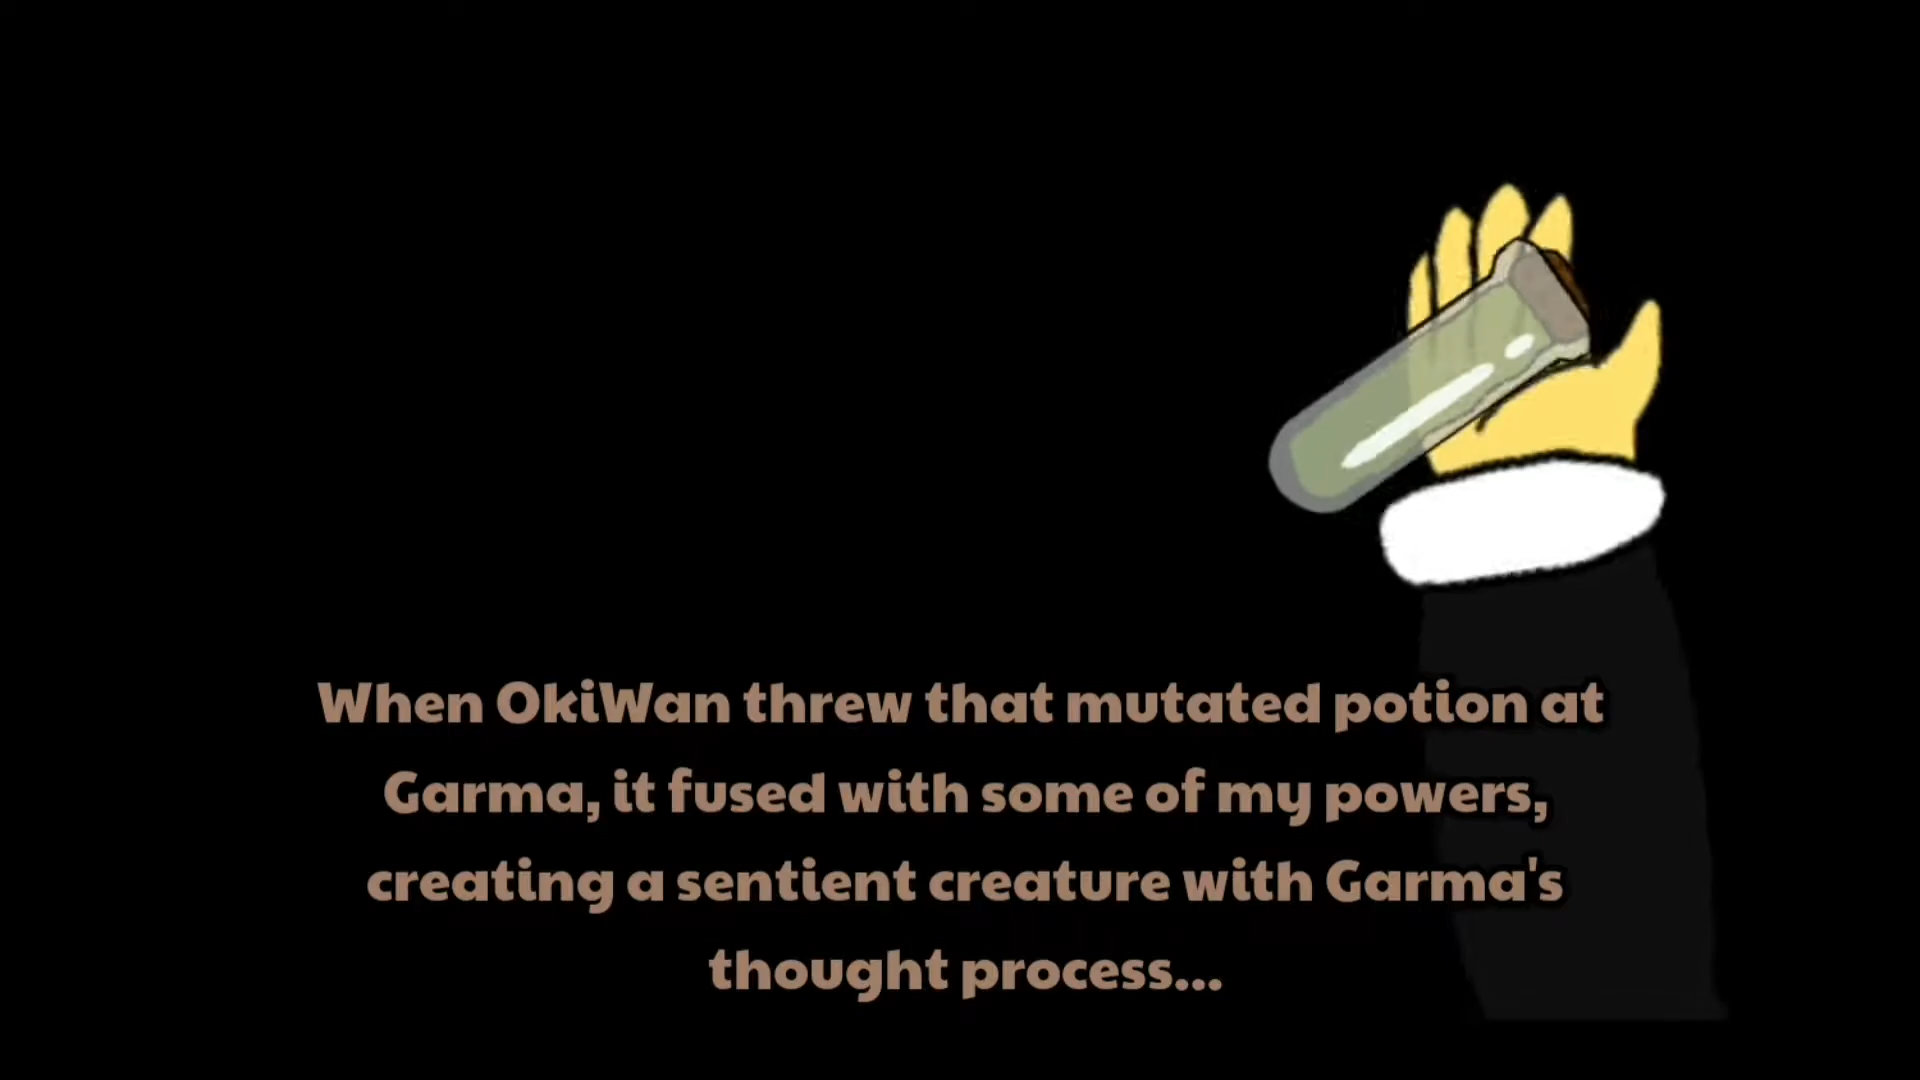 When OkiWan threw that mutated potion at
Garma, it fused with some of my powers,
creating a sentient creature with Garma's
thought process...